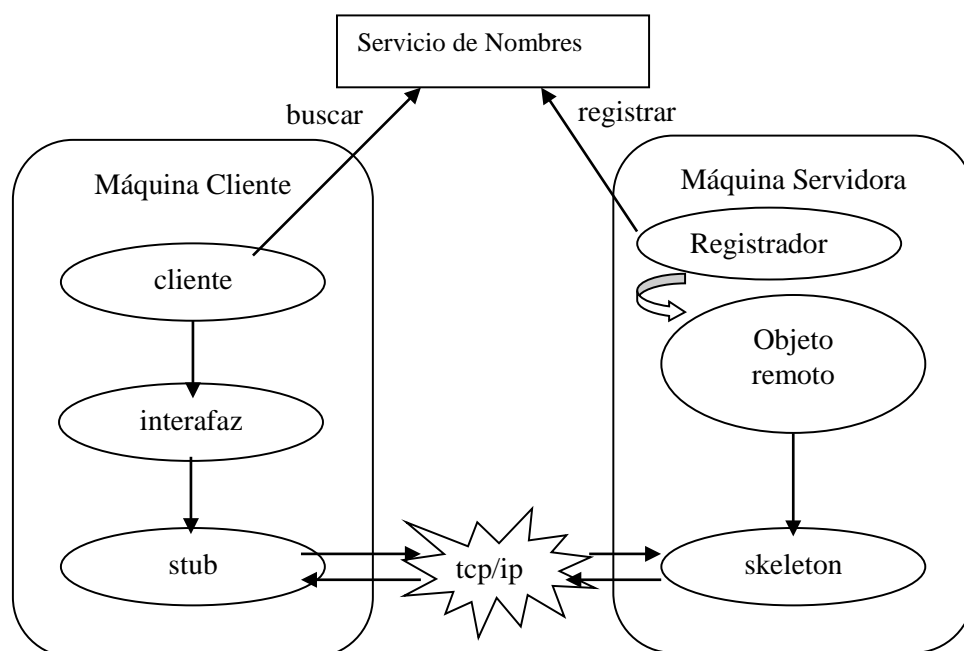 Servicio de Nombres
buscar
registrar
Máquina Cliente
Máquina Servidora
cliente
Registrador
Objeto
remoto
interafaz
stub
tcp/ip
skeleton